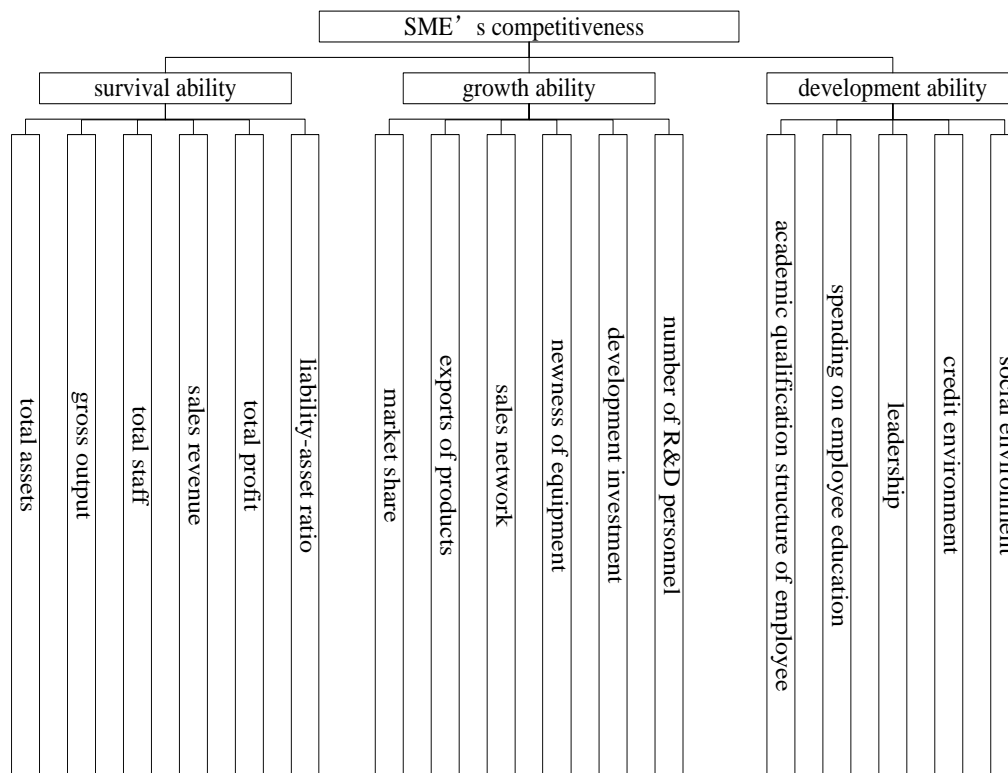 SME’s competitiveness
survival ability
growth ability
development ability
total assets
gross output
total staff
sales revenue
total profit
liability-asset ratio
market share
exports of products
sales network
newness of equipment
development investment
number of R&D personnel
academic qualification structure of employee
spending on employee education
leadership
credit environment
social environment